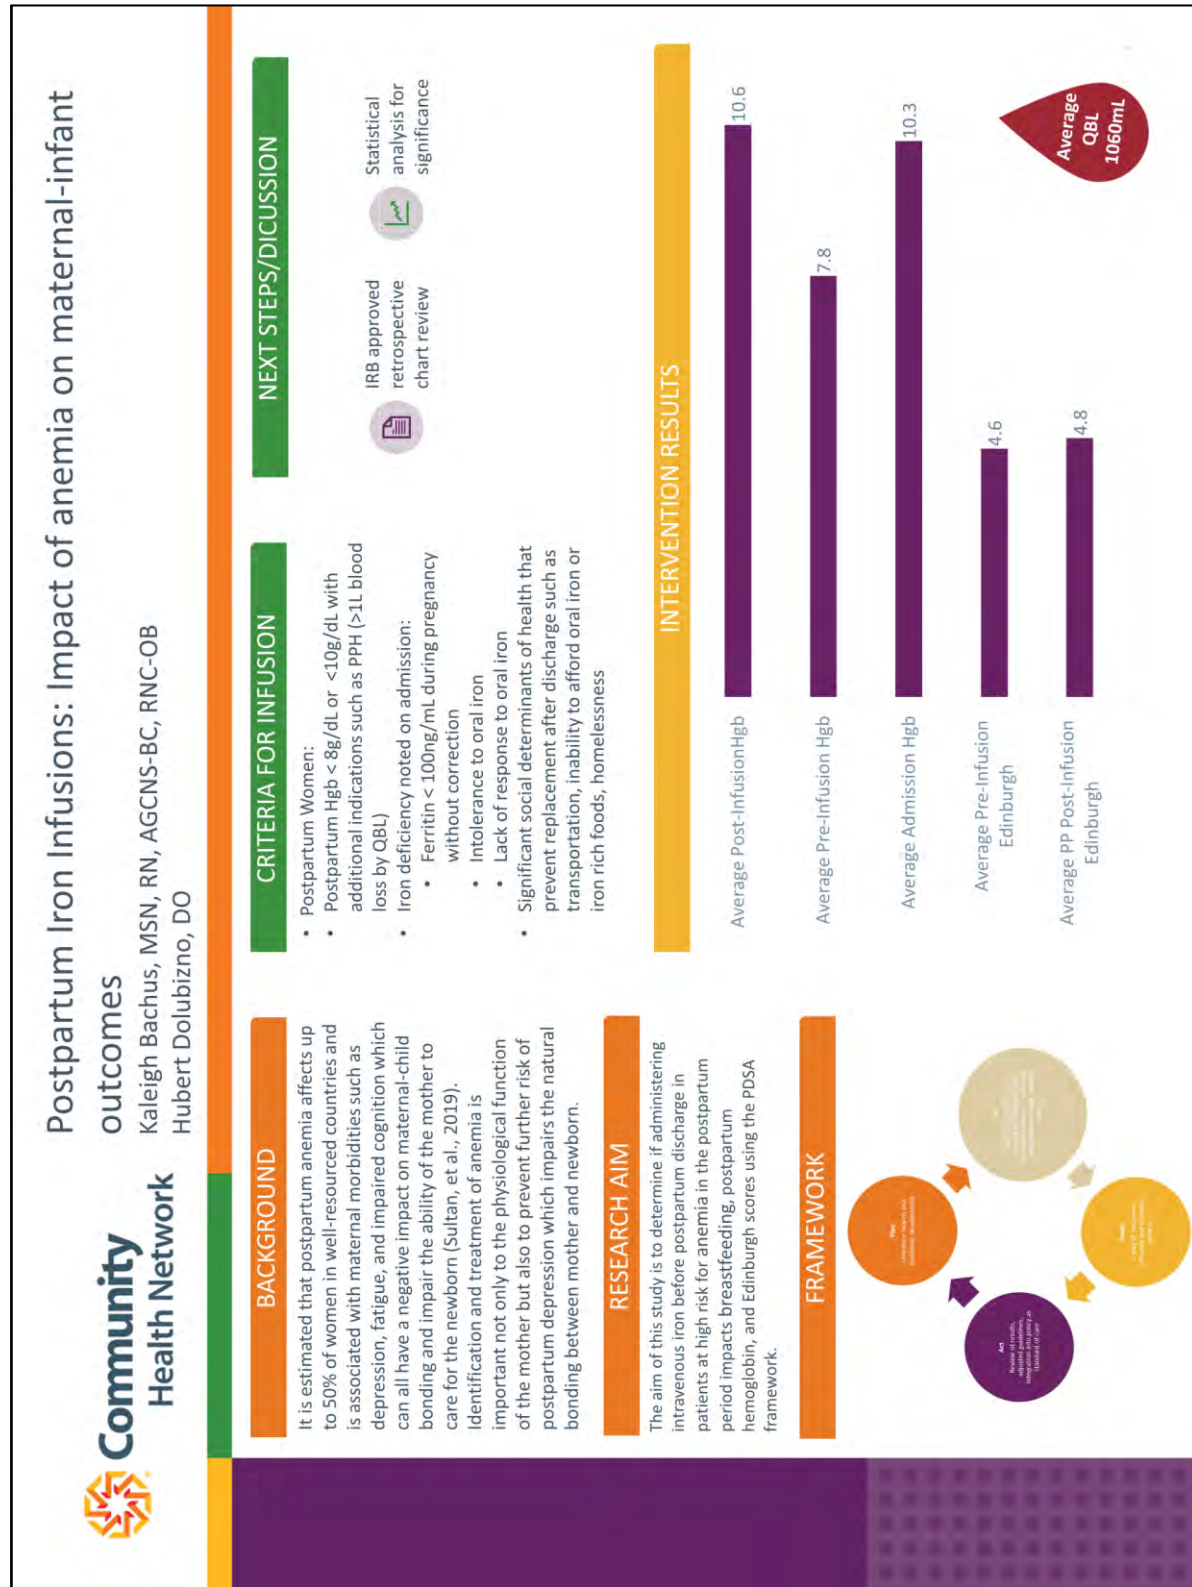 Community
Health Network
Postpartum Iron Infusions: Impact of anemia on maternal-infant
outcomes
Kaleigh Bachus, MSN, RN, AGCNS-BC, RNC-OB
Hubert Dolubizno, DO
BACKGROUND
It is estimated that postpartum anemia affects up
to 50% of women in well-resourced countries and
is associated with maternal morbidities such as
depression, fatigue, and impaired cognition which
can all have a negative impact on maternal-child
bonding and impair the ability of the mother to
care for the newborn (Sultan, et al., 2019).
Identification and treatment of anemia is
important not only to the physiological function
of the mother but also to prevent further risk of
postpartum depression which impairs the natural
bonding between mother and newborn.
RESEARCH AIM
The aim of this study is to determine if administering
intravenous iron before postpartum discharge in
patients at high risk for anemia in the postpartum
period impacts breastfeeding, postpartum
hemoglobin, and Edinburgh scores using the PDSA
framework.
FRAMEWORK
Plan
Act
Review of results,
adjusted guidelines,
integration into policy as
standard of care
CRITERIA FOR INFUSION
• Postpartum Women:
• Postpartum Hgb < 8g/dL or <10g/dL with
additional indications such as PPH (>1L blood
loss by QBL)
• Iron deficiency noted on admission:
• Ferritin < 100ng/mL during pregnancy
without correction
• Intolerance to oral iron
• Lack of response to oral iron
• Significant social determinants of health that
prevent replacement after discharge such as
transportation, inability to afford oral iron or
iron rich foods, homelessness
NEXT STEPS/DICUSSION
IRB approved
retrospective
chart review
Statistical
analysis for
significance
INTERVENTION RESULTS
Average Post-InfusionHgb
10.6
Average Pre-Infusion Hgb
7.8
Average Admission Hgb
10.3
Average Pre-Infusion
Edinburgh
4.6
Average PP Post-Infusion
Edinburgh
4.8
Average
QBL
1060mL